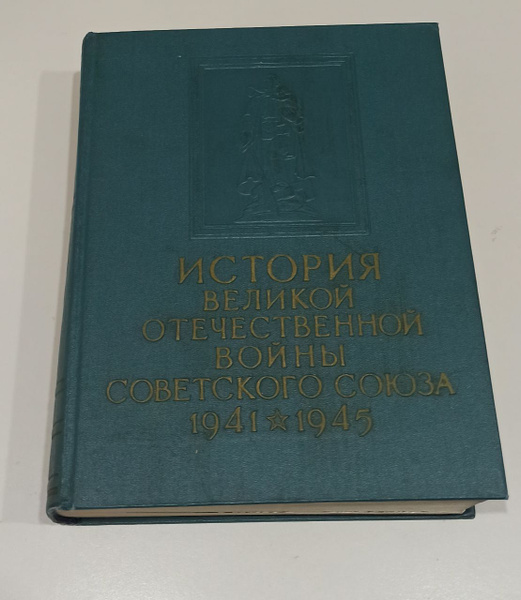 ИСТОРИЯ
ВЕЛИКОЙ
ОТЕЧЕСТВЕННОЙ
ВОЙНЫ
СОВЕТСКОГО СОЮЗА
1941 ☆ 1945